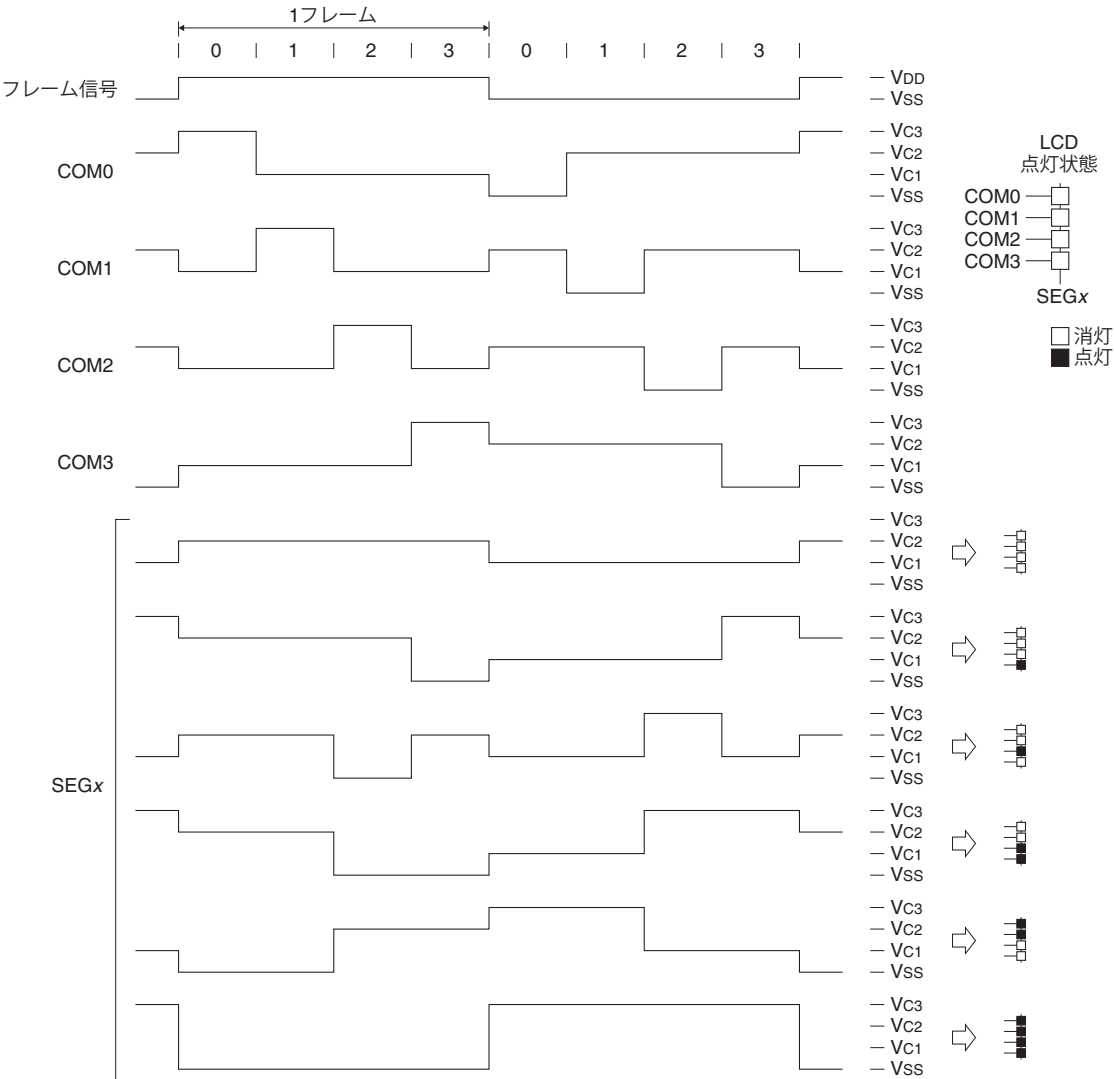 1フレーム
0 1 2 3 0 1 2 3
フレーム信号
VDD
VSS
COM0
VC3
VC2
VC1
VSS
COM1
VC3
VC2
VC1
VSS
COM2
VC3
VC2
VC1
VSS
COM3
VC3
VC2
VC1
VSS
SEGx
VC3
VC2
VC1
VSS
VC3
VC2
VC1
VSS
VC3
VC2
VC1
VSS
VC3
VC2
VC1
VSS
VC3
VC2
VC1
VSS
VC3
VC2
VC1
VSS
LCD
点灯状態
COM0
COM1
COM2
COM3
SEGx
消灯
点灯